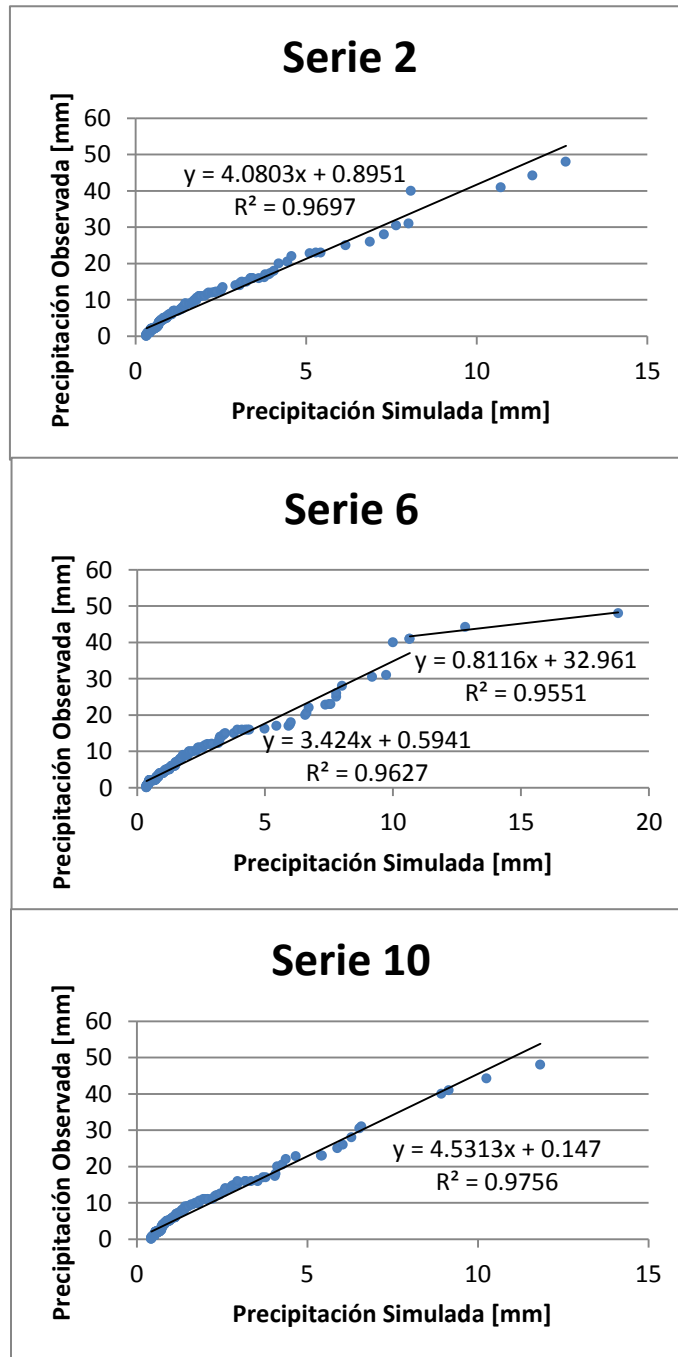 Serie 2
Precipitación Observada [mm]
60
50
40
30
20
10
0
y = 4.0803x + 0.8951
R² = 0.9697
0 5 10 15
Precipitación Simulada [mm]
Serie 6
Precipitación Observada [mm]
60
50
40
30
20
10
0
y = 0.8116x + 32.961
R² = 0.9551
y = 3.424x + 0.5941
R² = 0.9627
0 5 10 15 20
Precipitación Simulada [mm]
Serie 10
Precipitación Observada [mm]
60
50
40
30
20
10
0
y = 4.5313x + 0.147
R² = 0.9756
0 5 10 15
Precipitación Simulada [mm]